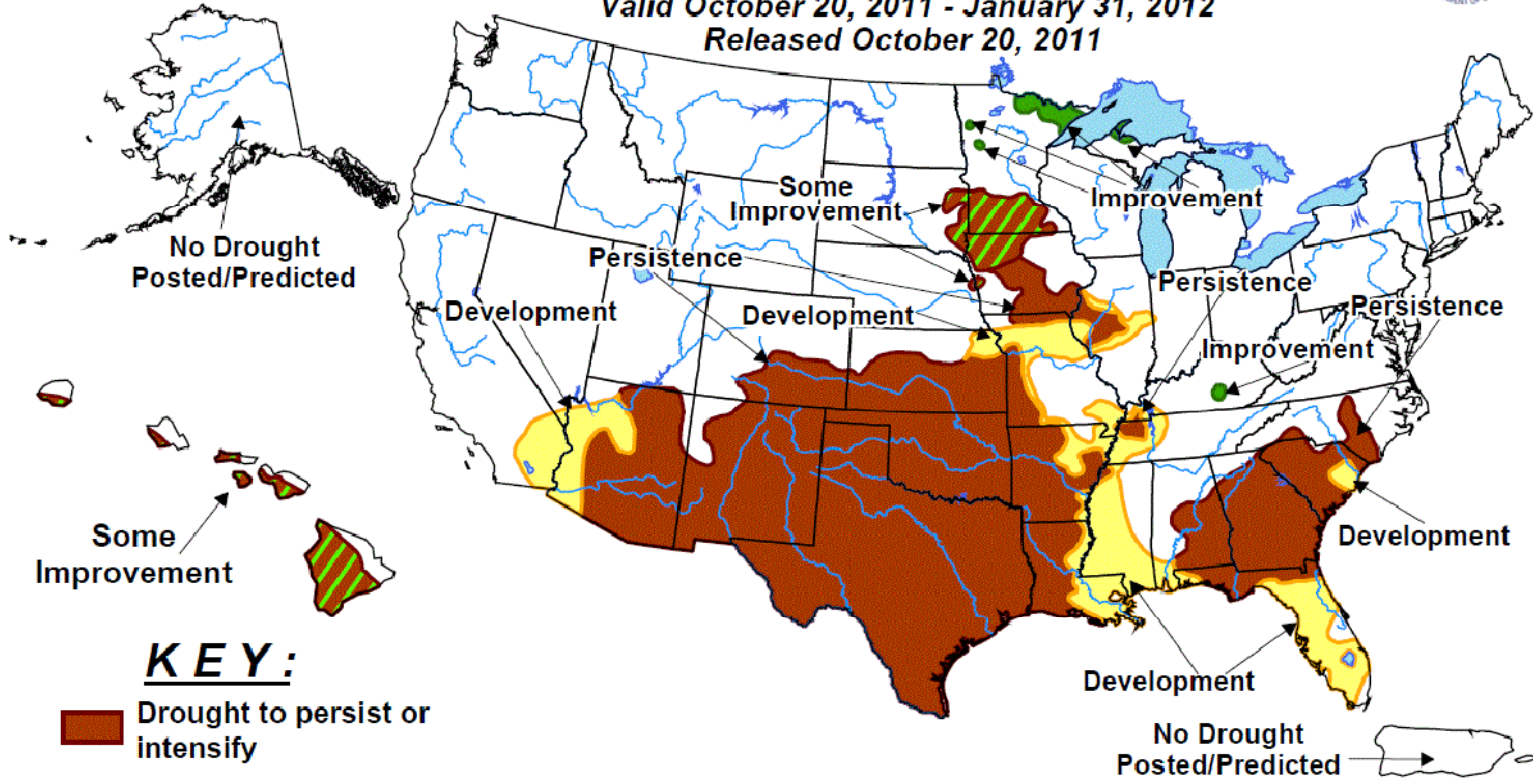 Valid October 20, 2011 - January 31, 2012
Released October 20, 2011
No Drought
Posted/Predicted
Some
Improvement
Improvement
Persistence
Persistence
Persistence
Development
Development
Improvement
Some
Improvement
Development
Development
KEY:
Drought to persist or
intensify
No Drought
Posted/Predicted